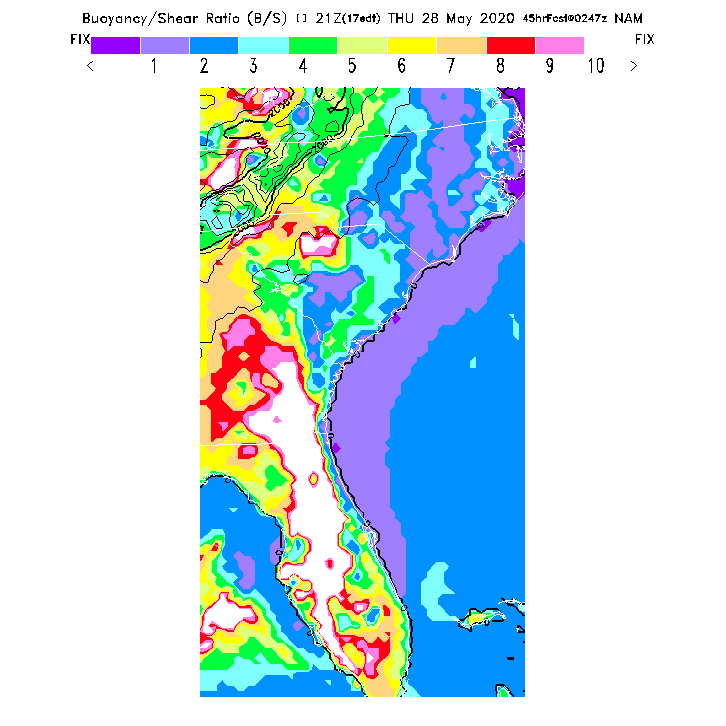 Buoyancy/Shear Ratio (B/S) [] 21Z(17edt) THU 28 May 2020 45hrFcst@0247z NAM
FIX FIX
< 1 2 3 4 5 6 7 8 9 10 >